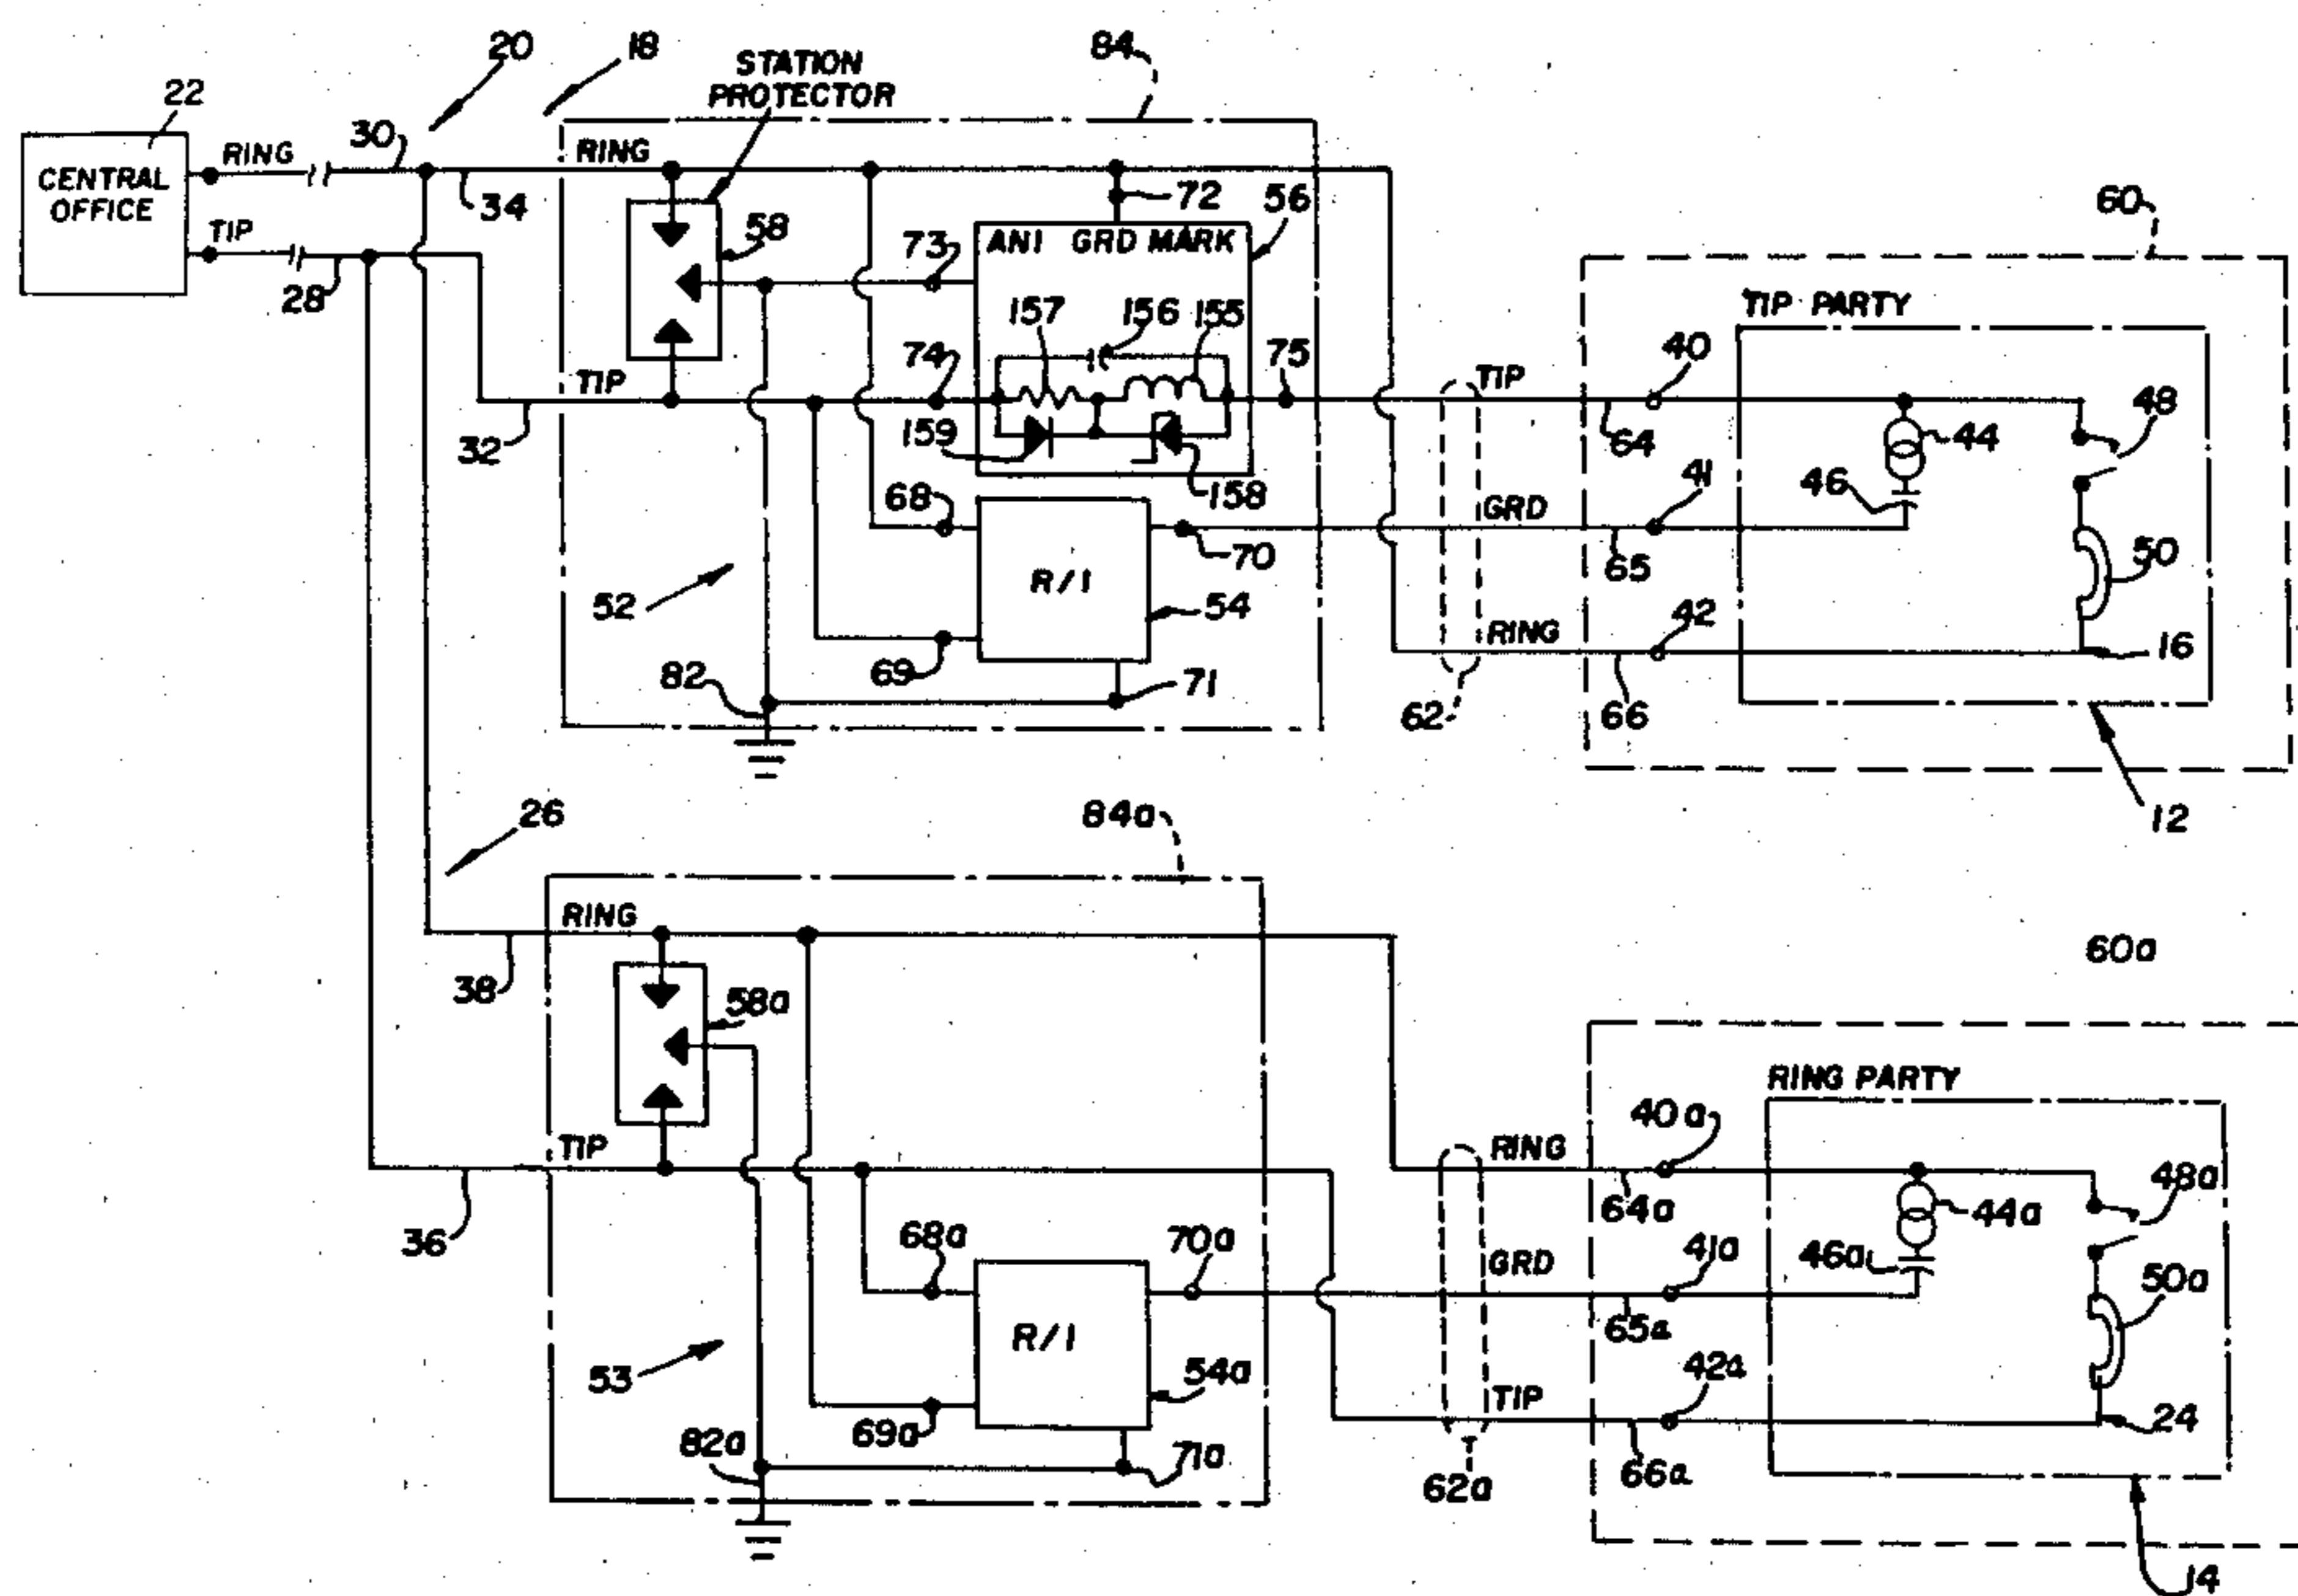 20
18
STATION
PROTECTOR
84
22
30
RING
CENTRAL
OFFICE
TIP
28
34
RING
58
72
56
60
73
ANI GRD MARK
157
156
155
74
75
TIP
32
159
158
TIP
64
TIP PARTY
40
48
44
46
41
68
GRD
70
65
50
R/I
52
54
69
RING
42
16
82
71
62
66
12
26
84a
RING
38
58a
60a
TIP
36
RING PARTY
40a
RING
64a
48a
44a
68a
70a
GRD
41a
46a
50a
65a
R/I
53
54a
69a
TIP
42a
24
82a
71a
62a
66a
14